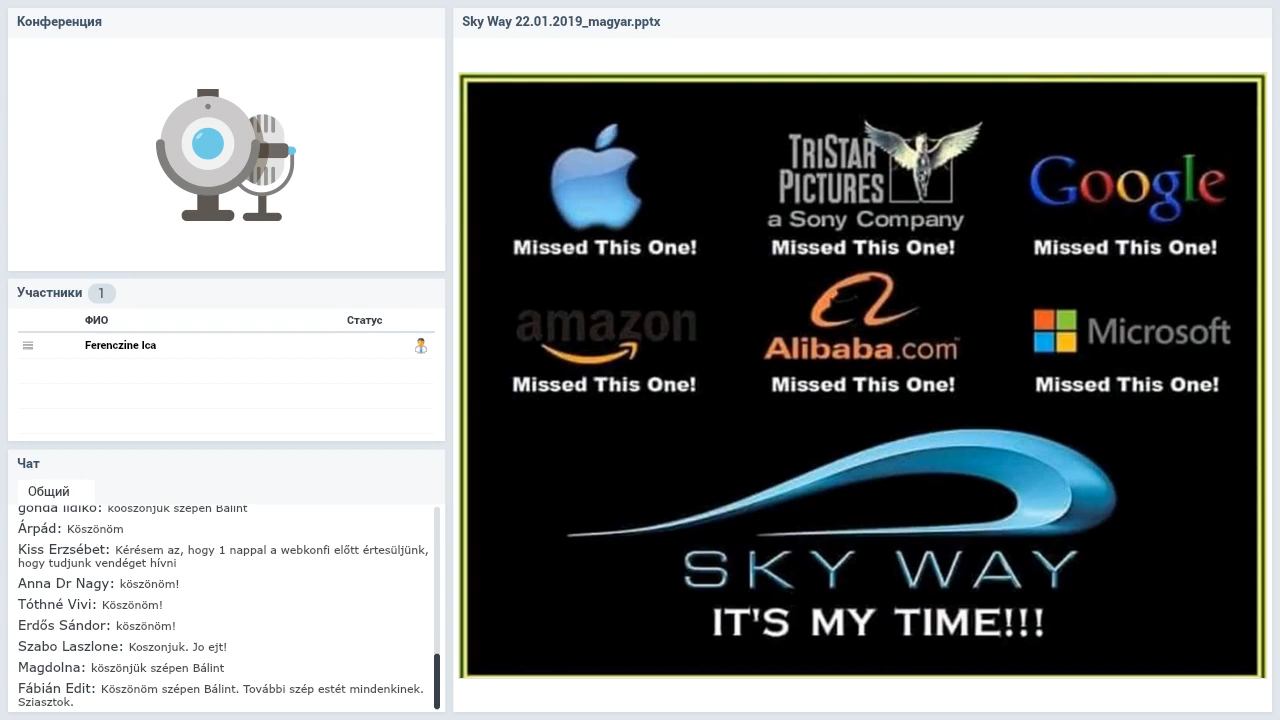 Конференция
Участники 1
ФИО Статус
Ferenczine Ica
Чат
Общий
gonda ildiko: kööszönjük szépen Bálint
Árpád: Köszönöm
Kiss Erzsébet: Kérésem az, hogy 1 nappal a webkonfi előtt értesüljünk,
hogy tudjunk vendéget hívni
Anna Dr Nagy: köszönöm!
Tóthné Vivi: Köszönöm!
Erdős Sándor: köszönöm!
Szabo Laszlone: Koszonjuk. Jo ejt!
Magdolna: köszönjük szépen Bálint
Fábián Edit: Köszönöm szépen Bálint. További szép estét mindenkinek.
Sziasztok.
Sky Way 22.01.2019_magyar.pptx
TRISTAR
PICTURES
a Sony Company
Google
Missed This One! Missed This One! Missed This One!
amazon
Alibaba.com
Microsoft
Missed This One! Missed This One! Missed This One!
SKY WAY
IT'S MY TIME!!!